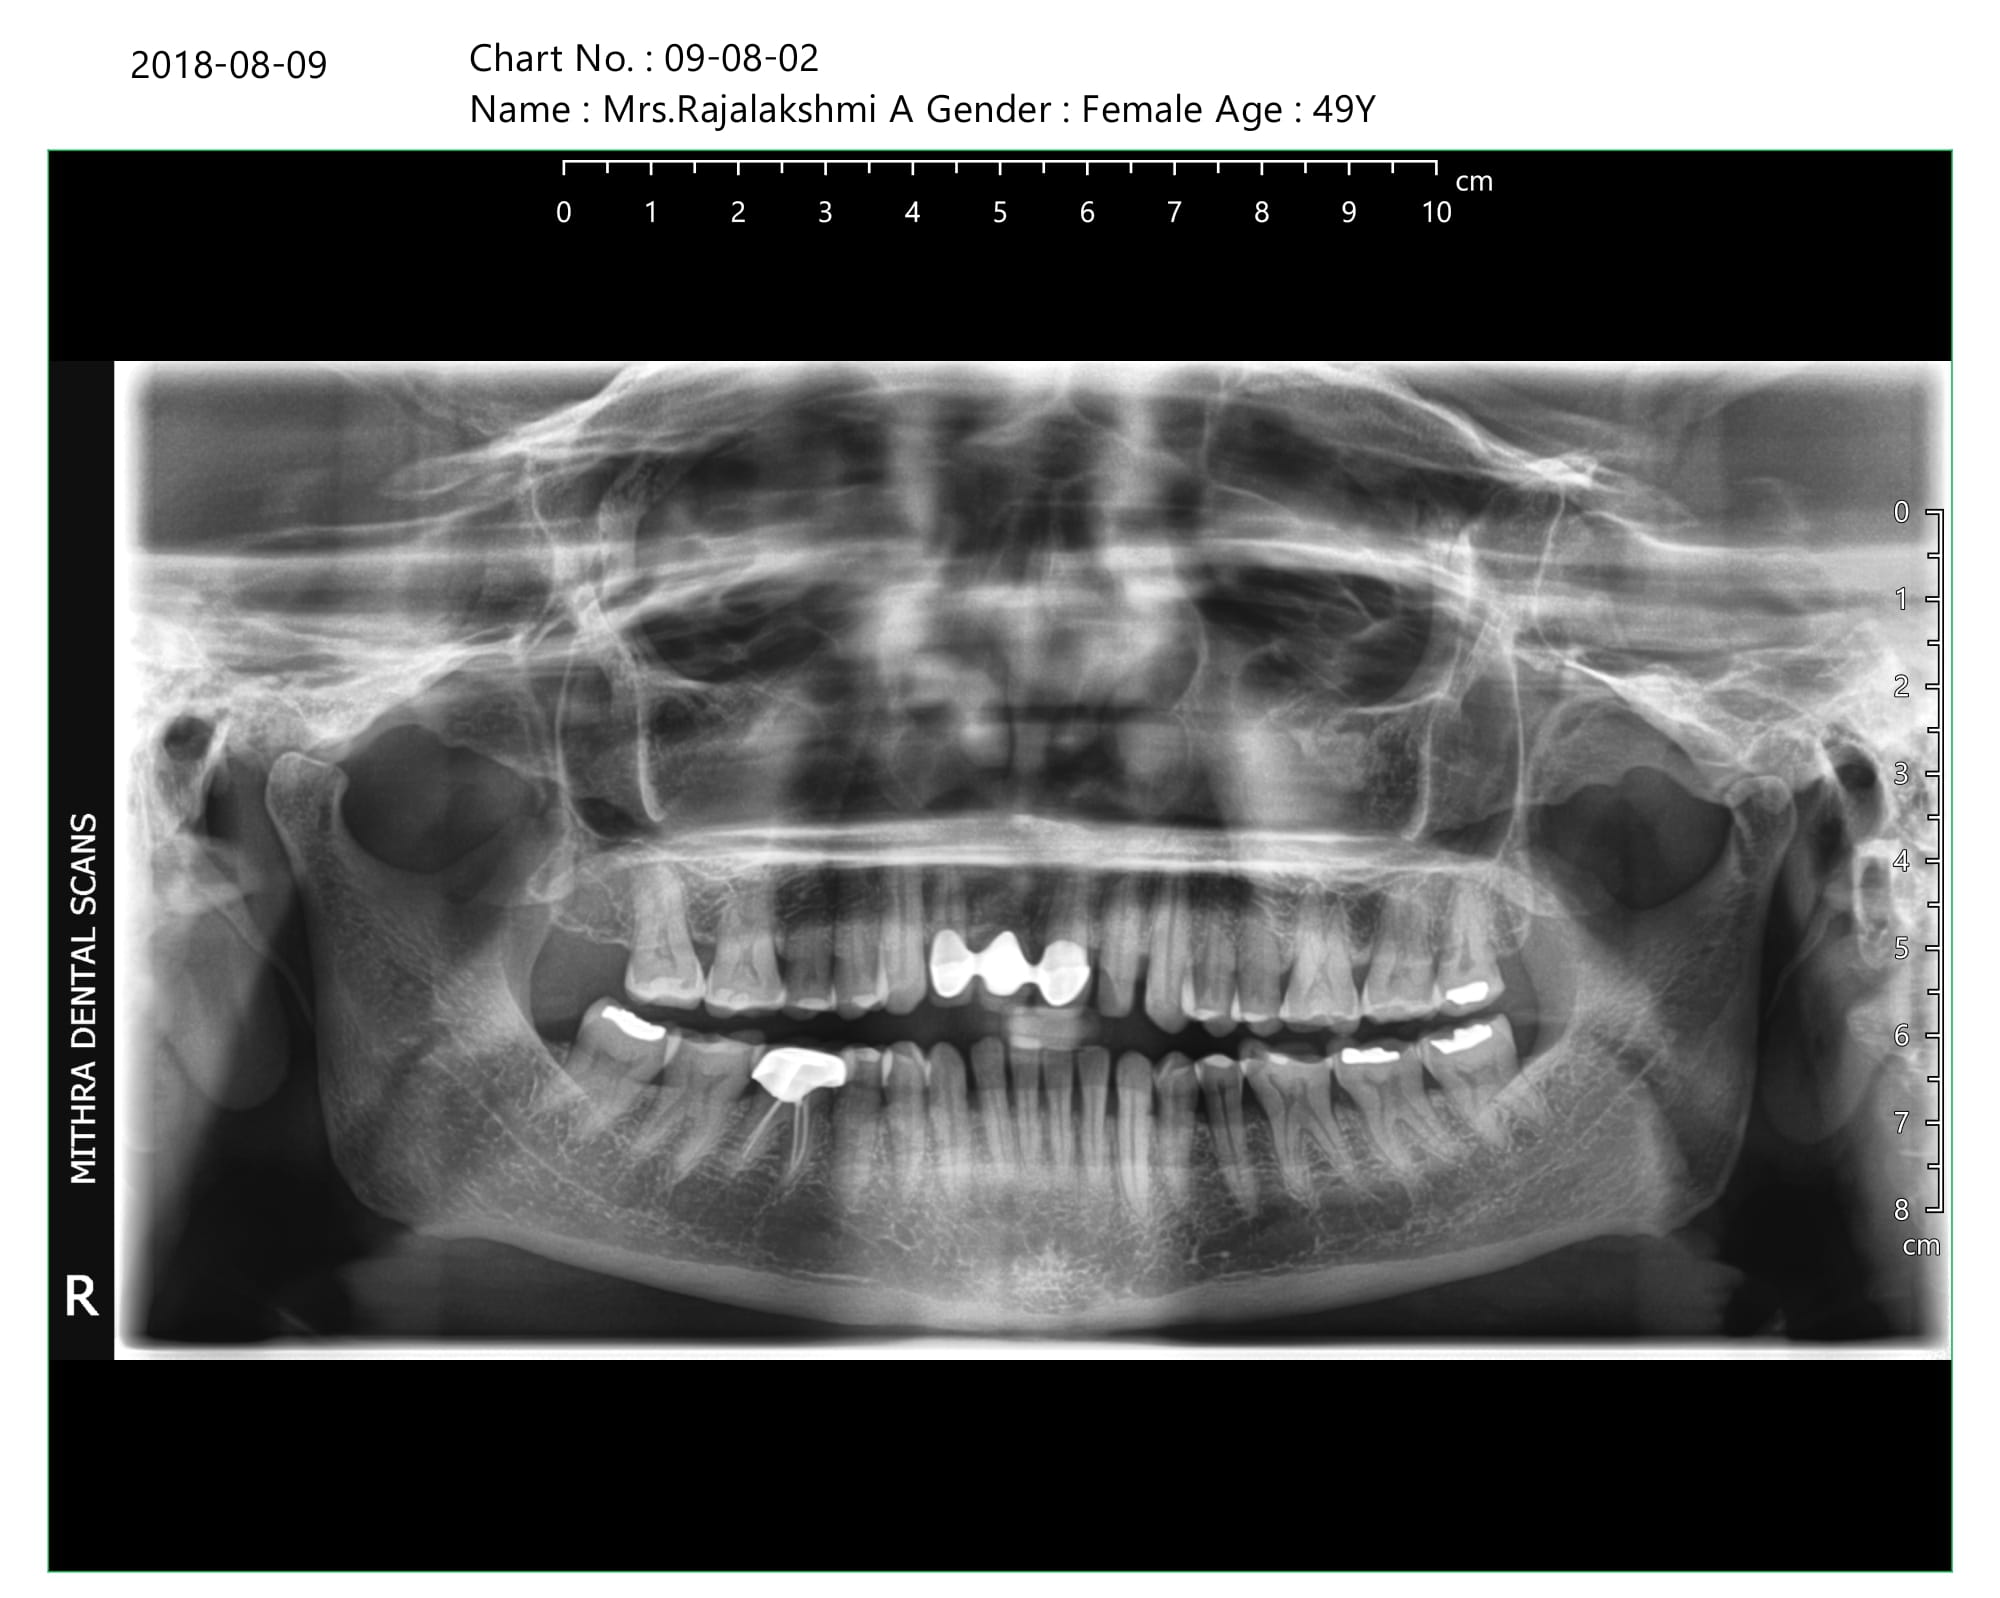 2018-08-09
Chart No. : 09-08-02
Name : Mrs.Rajalakshmi A Gender : Female Age : 49Y
cm
0 1 2 3 4 5 6 7 8 9 10
0
1
2
3
4
5
6
7
8
cm
MITHRA DENTAL SCANS
R